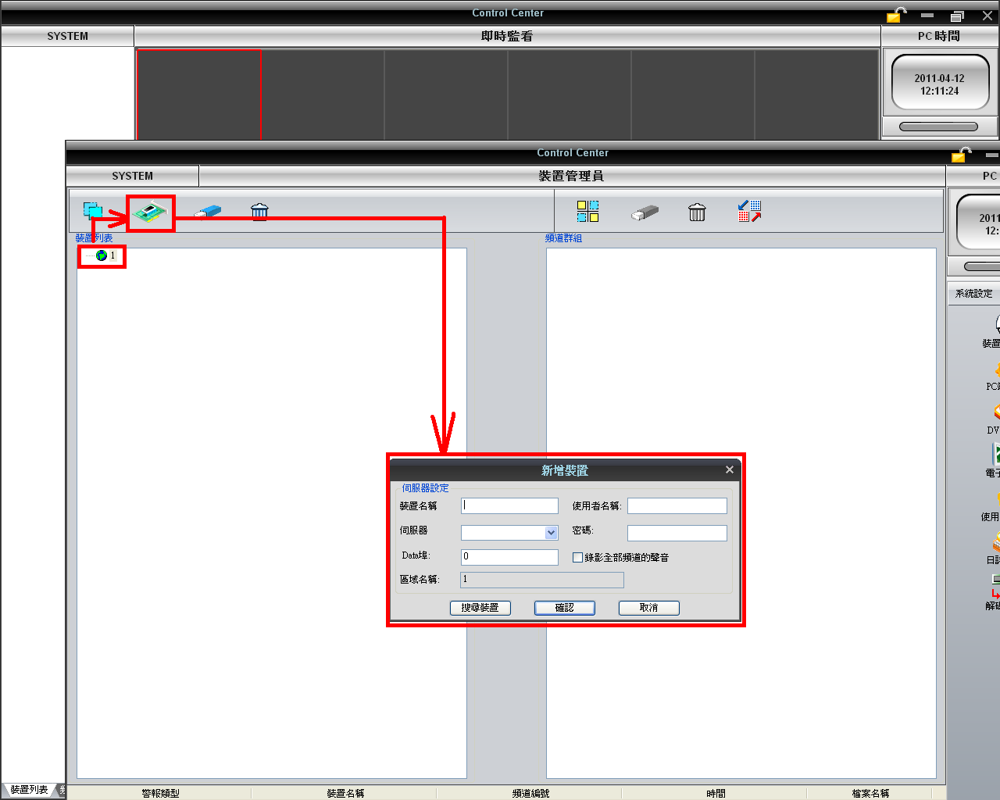 Control Center
SYSTEM
即時監看
PC 時間
2011-04-12
12:11:24
Control Center
SYSTEM
裝置管理員
PC
2011
12:
裝置列表
頻道群組
1
系統設定
裝置
PC
DV
電子
使用
日誌
解碼
新增裝置
伺服器設定
裝置名稱
使用者名稱:
伺服器
密碼:
Data埠:
0
錄影全部頻道的聲音
區域名稱:
1
搜尋裝置
確認
取消
裝置列表
警報類型
裝置名稱
頻道編號
時間
檔案名稱